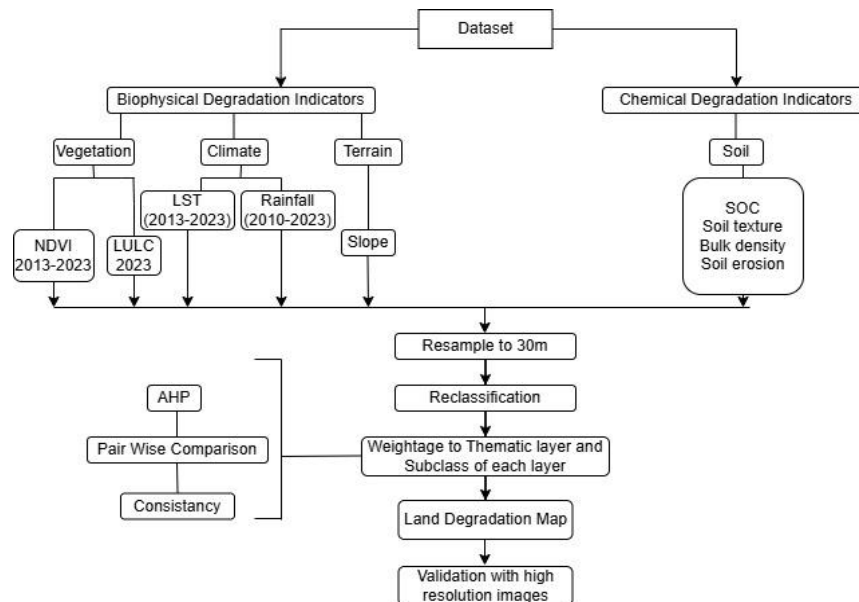 Dataset
Biophysical Degradation Indicators
Chemical Degradation Indicators
Vegetation
Climate
Terrain
Soil
LST
(2013-2023)
Rainfall
(2010-2023)
NDVI
2013-2023
LULC
2023
Slope
SOC
Soil texture
Bulk density
Soil erosion
Resample to 30m
Reclassification
AHP
Pair Wise Comparison
Consistancy
Weightage to Thematic layer and
Subclass of each layer
Land Degradation Map
Validation with high
resolution images